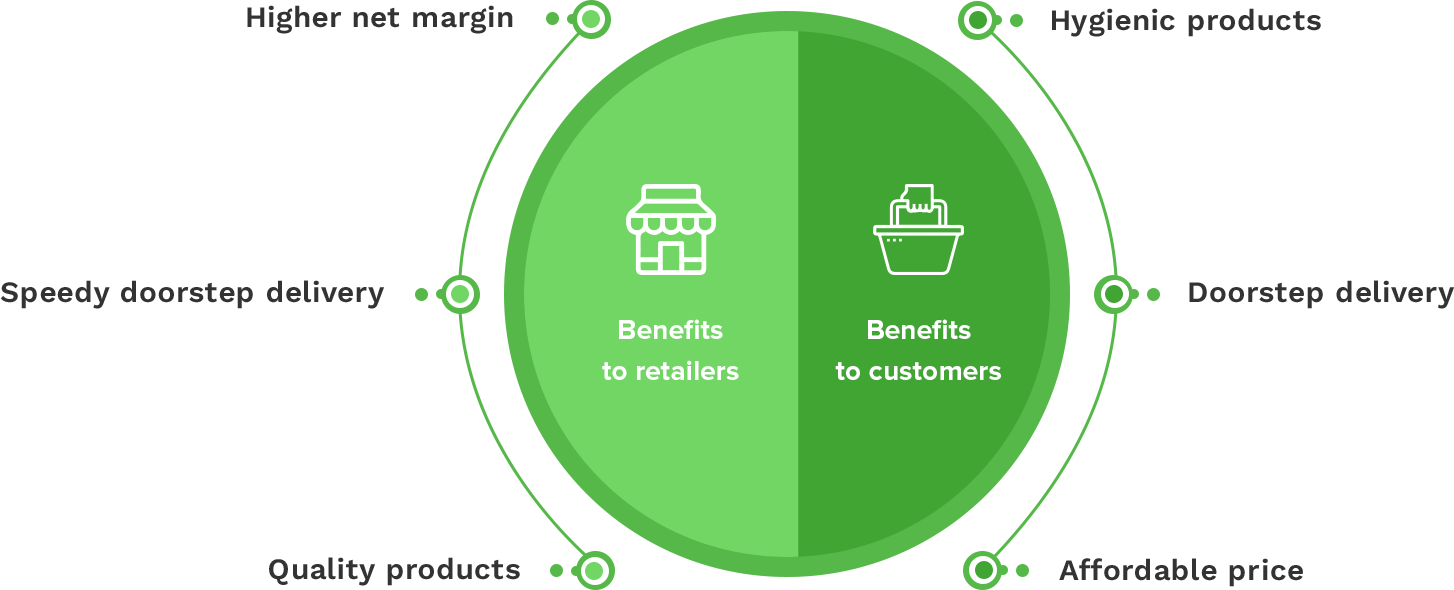 Higher net margin
Speedy doorstep delivery
Quality products
Benefits
to retailers
Benefits
to customers
Hygienic products
Doorstep delivery
Affordable price